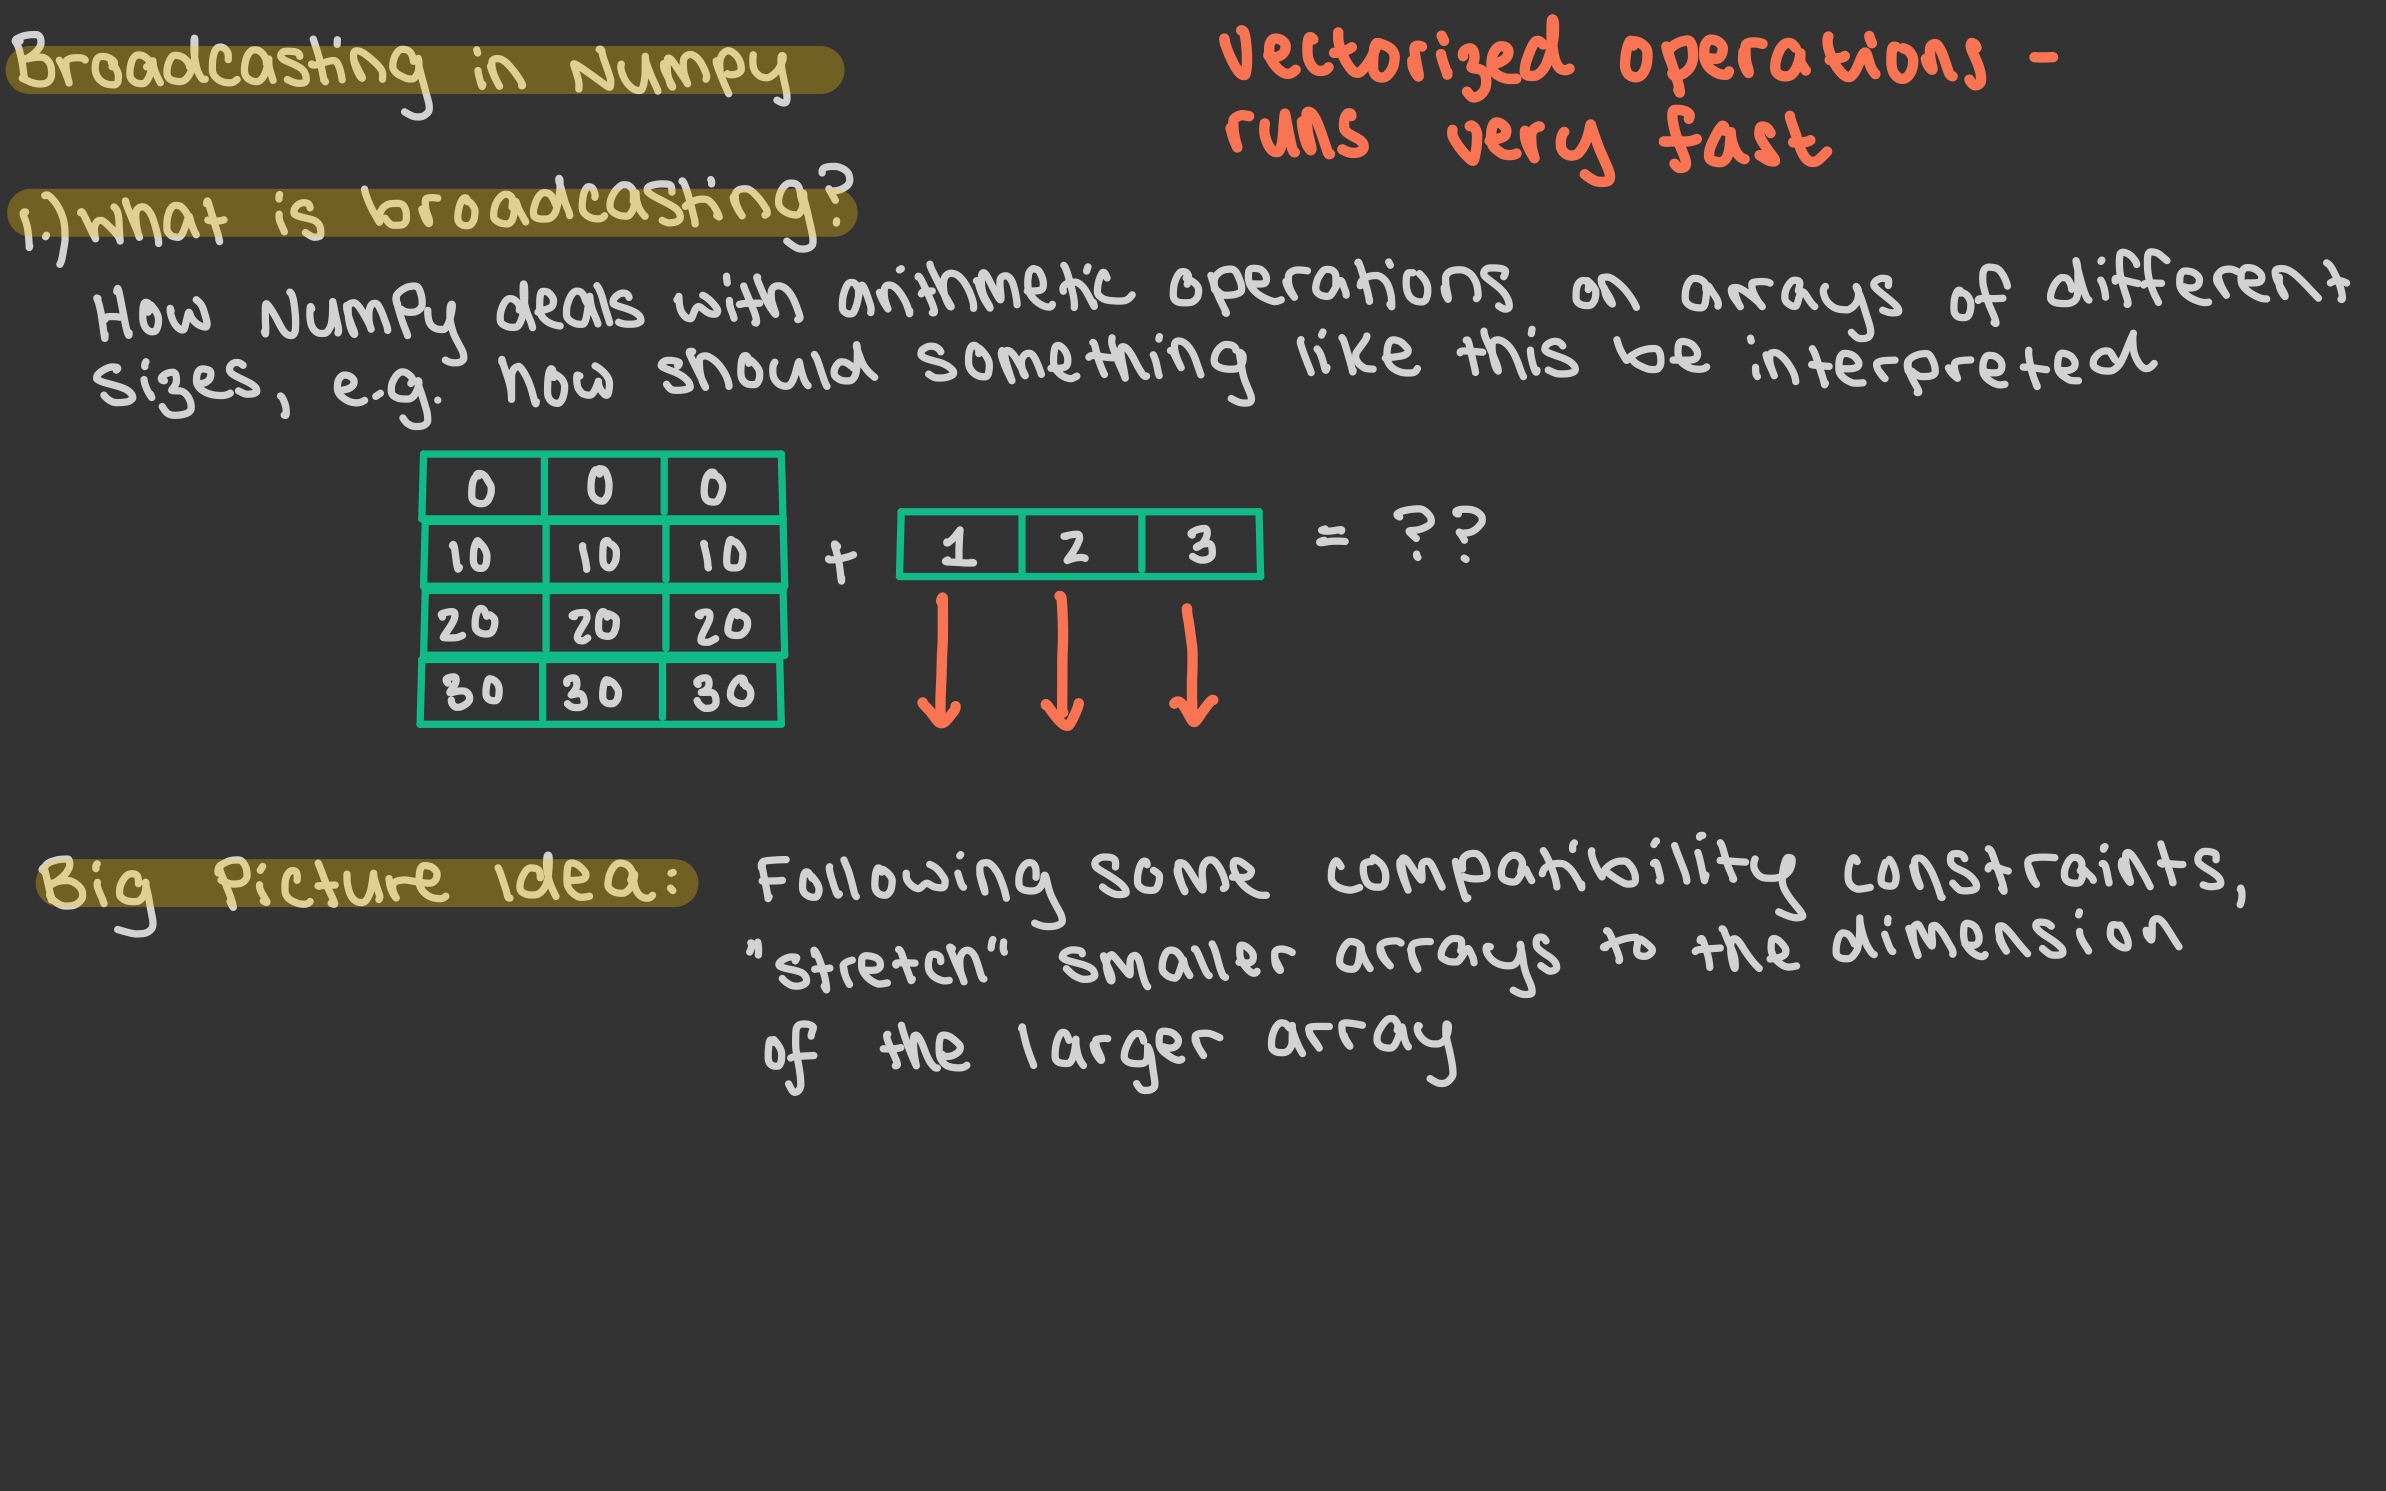 Broadcasting in Numpy
vectorized operations -
runs very fast
1.) What is broadcasting?
How Numpy deals with arithmetic operations on arrays of different
sizes, e.g. how should something like this be interpreted
0 0 0
10 10 10 + 1 2 3 = ??
20 20 20
30 30 30
Big Picture Idea: Following some compatibility constraints,
"stretch" smaller arrays to the dimension
of the larger array